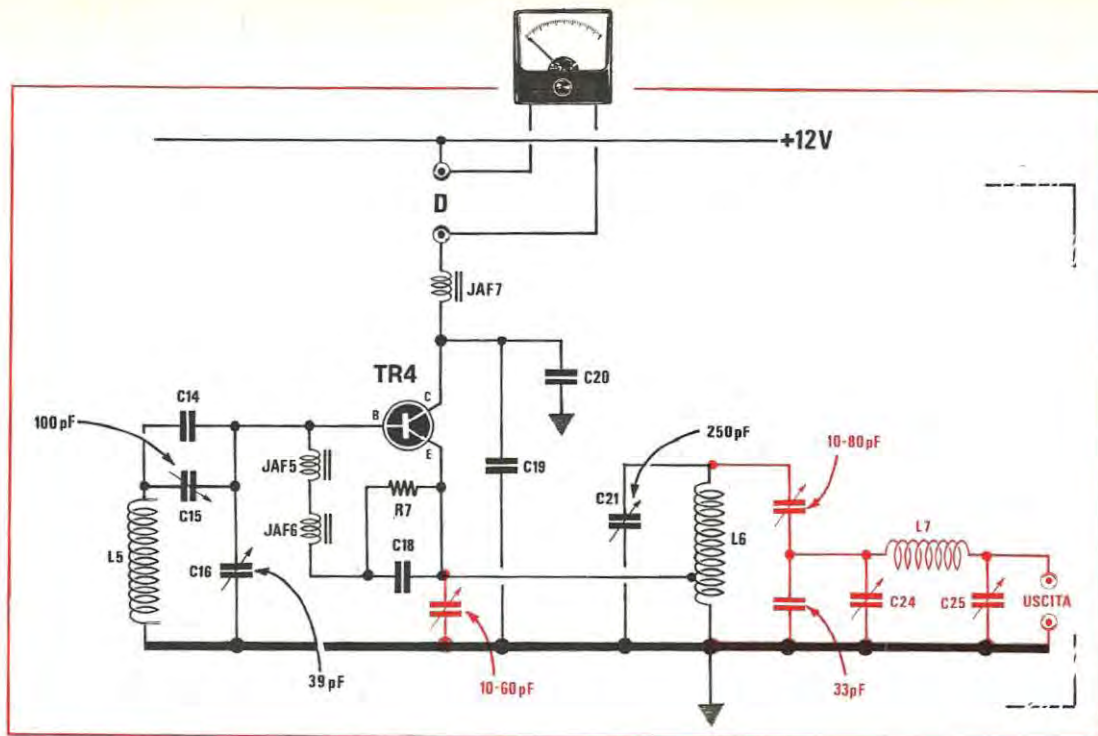 +12V
D
JAF7
TR4
C
B
E
C14
C20
100pF
250pF
10-80pF
C19
JAF5
C15
C21
R7
L7
L6
JAF6
L5
C18
C16
C24
C25
USCITA
39pF
10-60pF
33pF